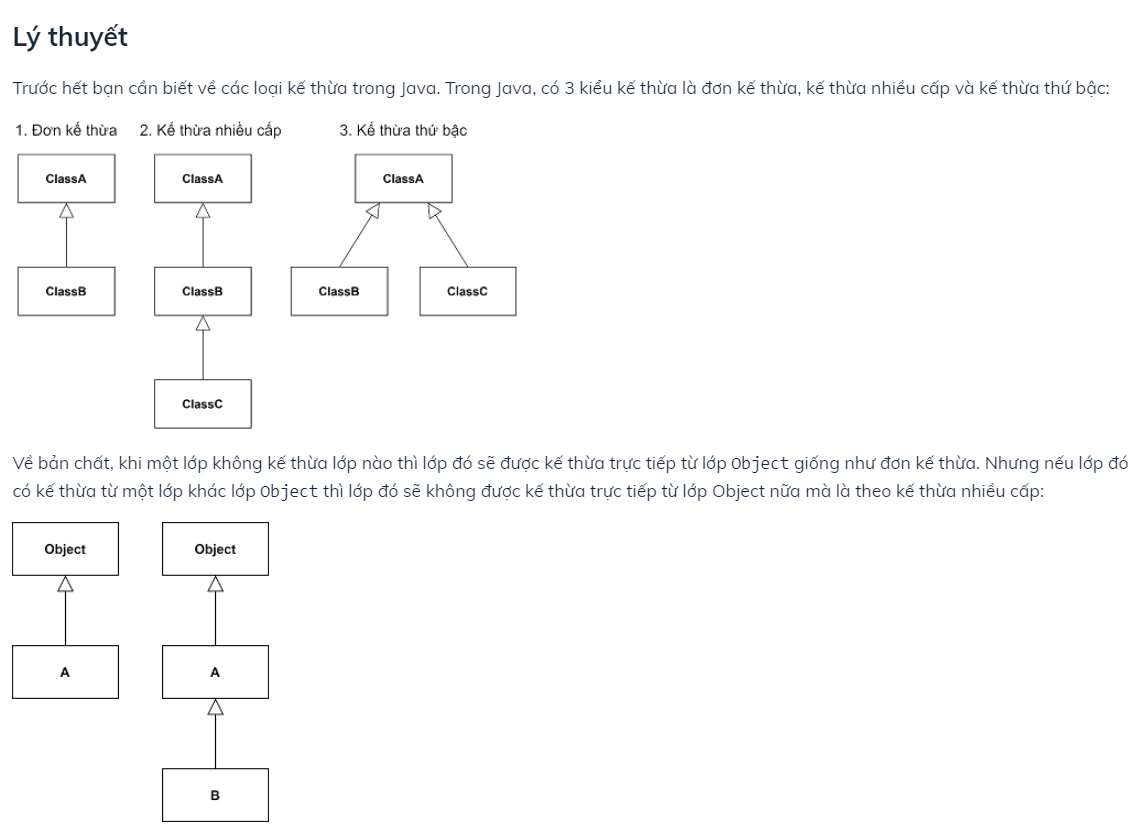 Lý thuyết
Trước hết bạn cần biết về các loại kế thừa trong Java. Trong Java, có 3 kiểu kế thừa là đơn kế thừa, kế thừa nhiều cấp và kế thừa thứ bậc:
1. Đơn kế thừa 2. Kế thừa nhiều cấp 3. Kế thừa thứ bậc
ClassA ClassA ClassA
ClassB ClassB ClassB ClassC
ClassC
Về bản chất, khi một lớp không kế thừa lớp nào thì lớp đó sẽ được kế thừa trực tiếp từ lớp Object giống như đơn kế thừa. Nhưng nếu lớp đó
có kế thừa từ một lớp khác lớp Object thì lớp đó sẽ không được kế thừa trực tiếp từ lớp Object nữa mà là theo kế thừa nhiều cấp:
Object Object
A A
B